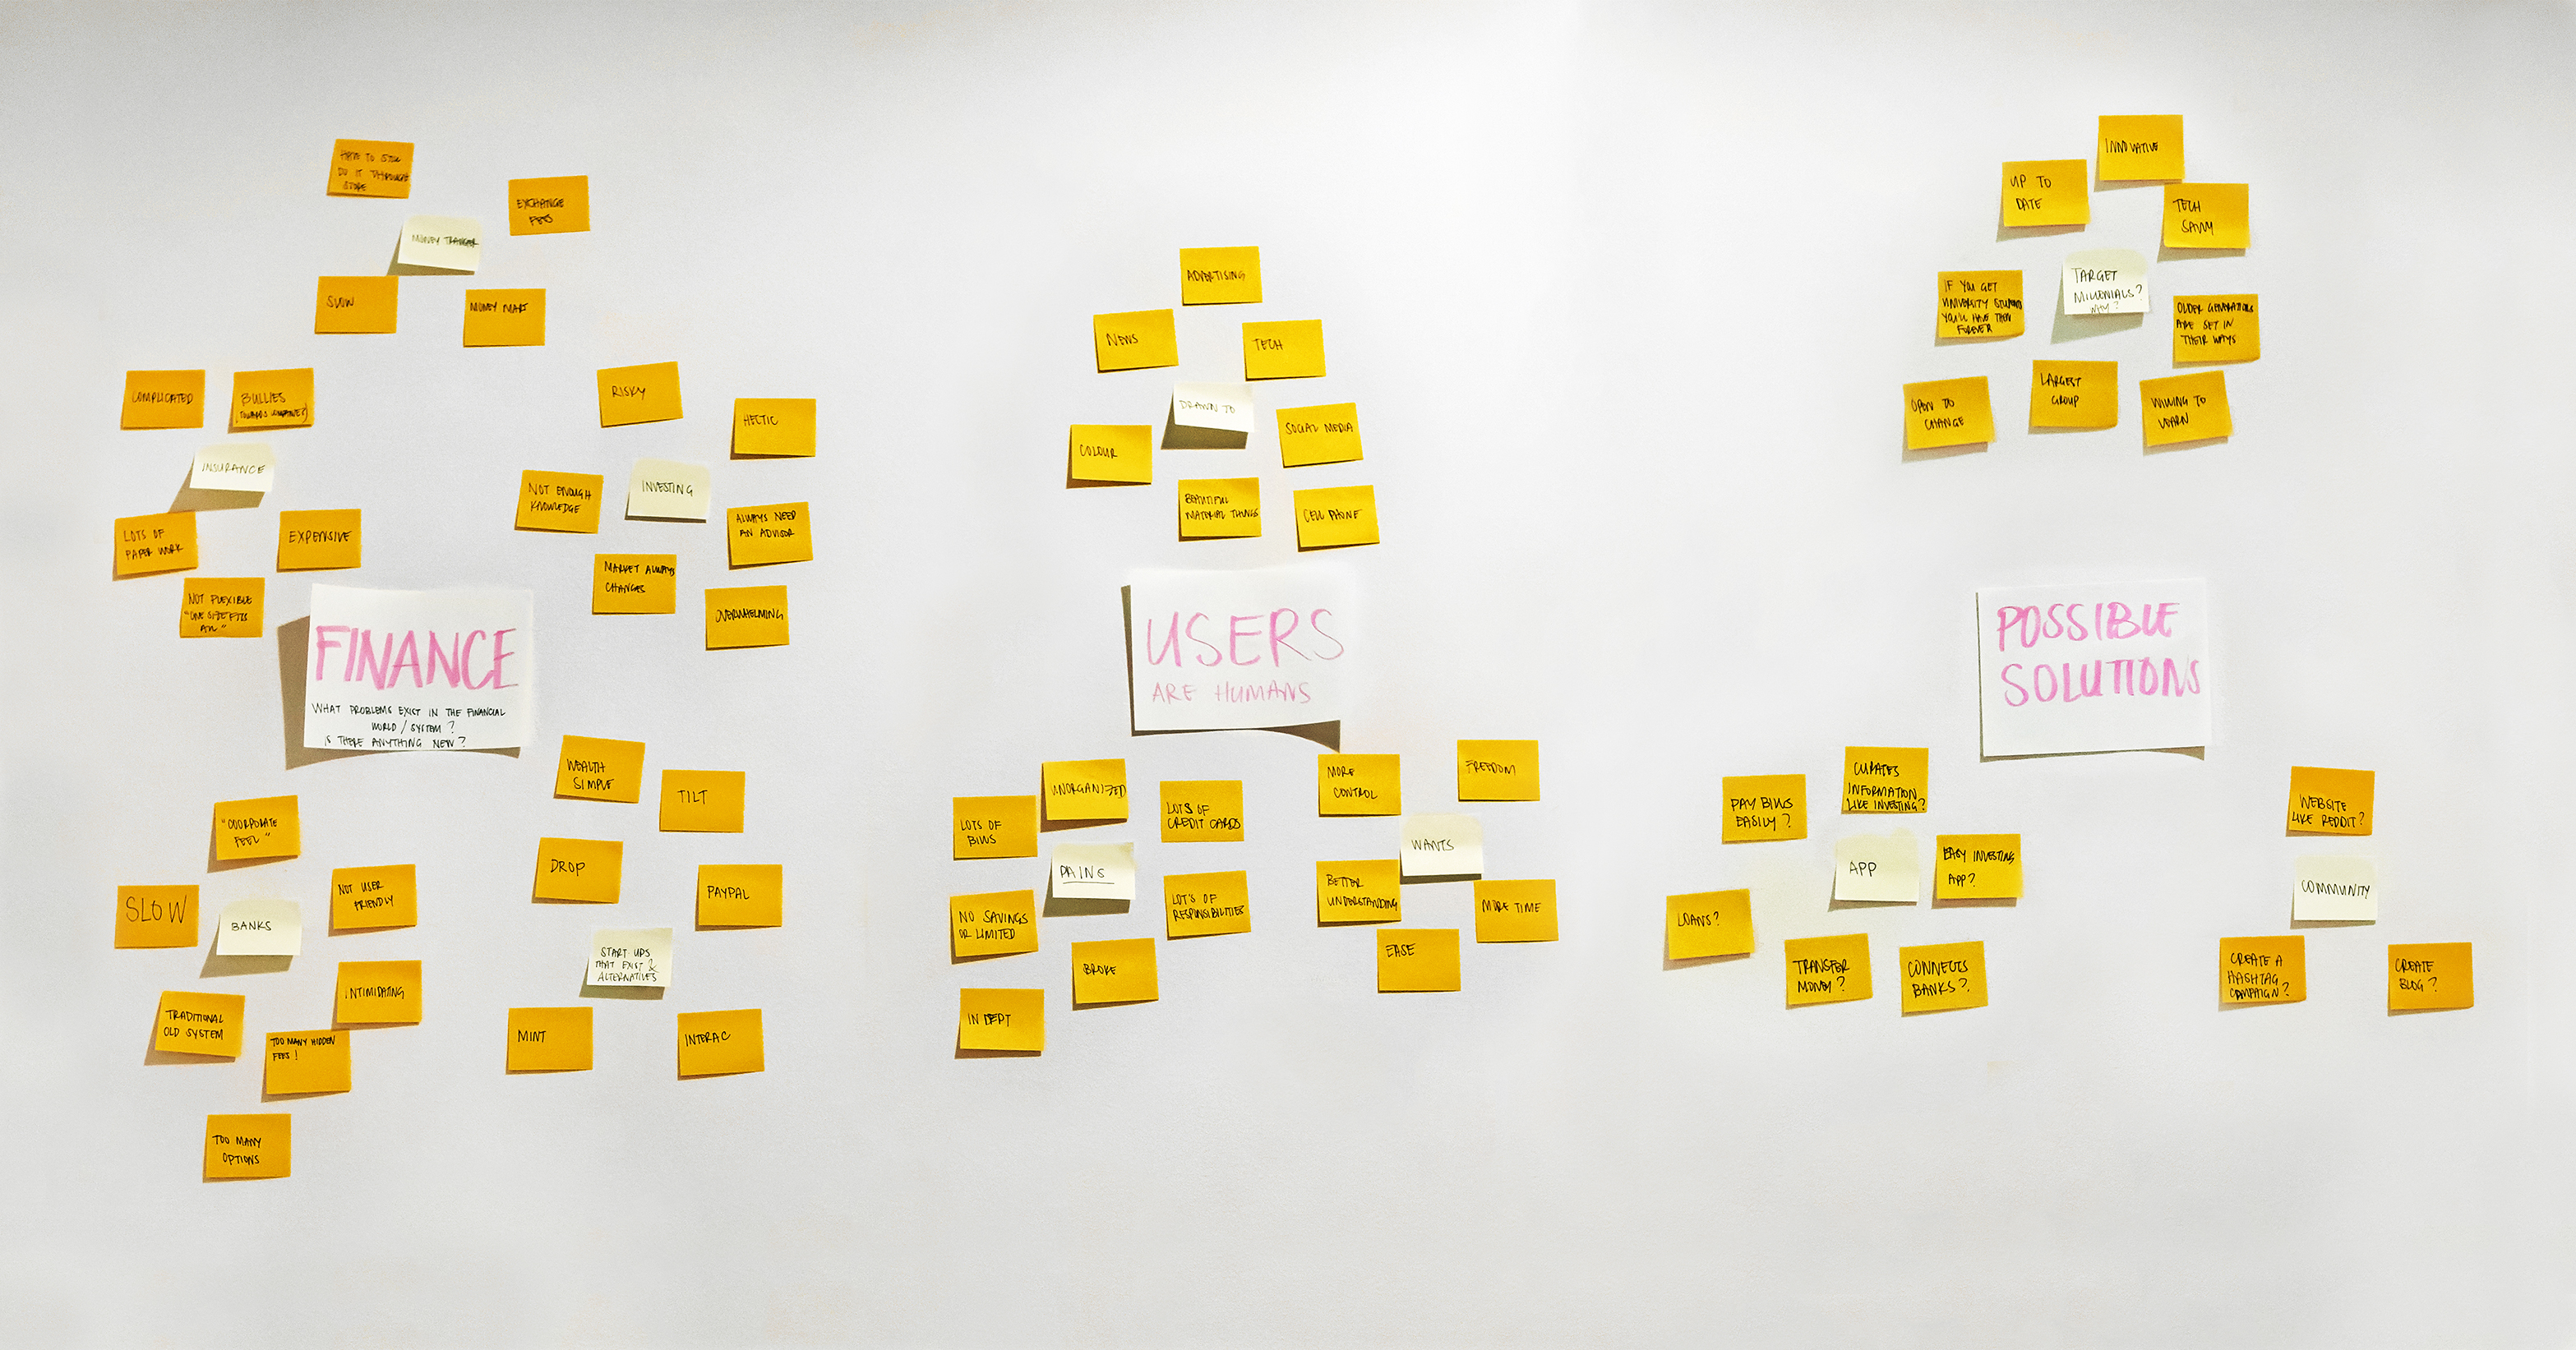 HAVE TO STILL
DO IT THROUGH
STORE
EXCHANGE
FEES
MONEY TRANSFER
SLOW
MONEY MART
COMPLICATED
BULLIES
INSURANCE
LOTS OF
PAPER WORK
EXPENSIVE
NOT FLEXIBLE
"ONE SIZE FITS
ALL"
RISKY
HECTIC
NOT ENOUGH
KNOWLEDGE
INVESTING
ALWAYS NEED
AN ADVISOR
MARKET ALWAYS
CHANGES
OVERWHELMING
FINANCE
WHAT PROBLEMS EXIST IN THE FINANCIAL
WORLD / SYSTEM ?
IS THERE ANYTHING NEW ?
"COORPORATE
FEEL"
SLOW
BANKS
NOT USER
FRIENDLY
INTIMIDATING
TRADITIONAL
OLD SYSTEM
TOO MANY HIDDEN
FEES !
TOO MANY
OPTIONS
WEALTH
SIMPLE
TILT
DROP
PAYPAL
START UPS
THAT EXIST &
ALTERNATIVES
MINT
INTERAC
ADVERTISING
NEWS
TECH
DRAWN TO
COLOUR
SOCIAL MEDIA
BEAUTIFUL
MATERIAL THINGS
CELL PHONE
USERS
ARE HUMANS
LOTS OF
BILLS
UNORGANIZED
LOTS OF
CREDIT CARDS
PAINS
NO SAVINGS
OR LIMITED
LOT'S OF
RESPONSIBILITIES
BROKE
IN DEPT
MORE
CONTROL
FREEDOM
WANTS
BETTER
UNDERSTANDING
MORE TIME
EASE
INNOVATIVE
UP TO
DATE
TECH
SAVVY
IF YOU GET
UNIVERSITY STUDENTS
YOU'LL HAVE THEM
FOREVER
TARGET
MILLENIALS?
WHY?
OLDER GENERATIONS
ARE SET IN
THEIR WAYS
OPEN TO
CHANGE
LARGEST
GROUP
WILLING TO
LEARN
POSSIBLE
SOLUTIONS
PAY BILLS
EASILY ?
CURATES
INFORMATION
LIKE INVESTING?
APP
EASY INVESTING
APP?
LOANS?
TRANSFER
MONEY ?
CONNECTS
BANKS ?
WEBSITE
LIKE REDDIT?
COMMUNITY
CREATE A
HASHTAG
CAMPAIGN?
CREATE
BLOG ?